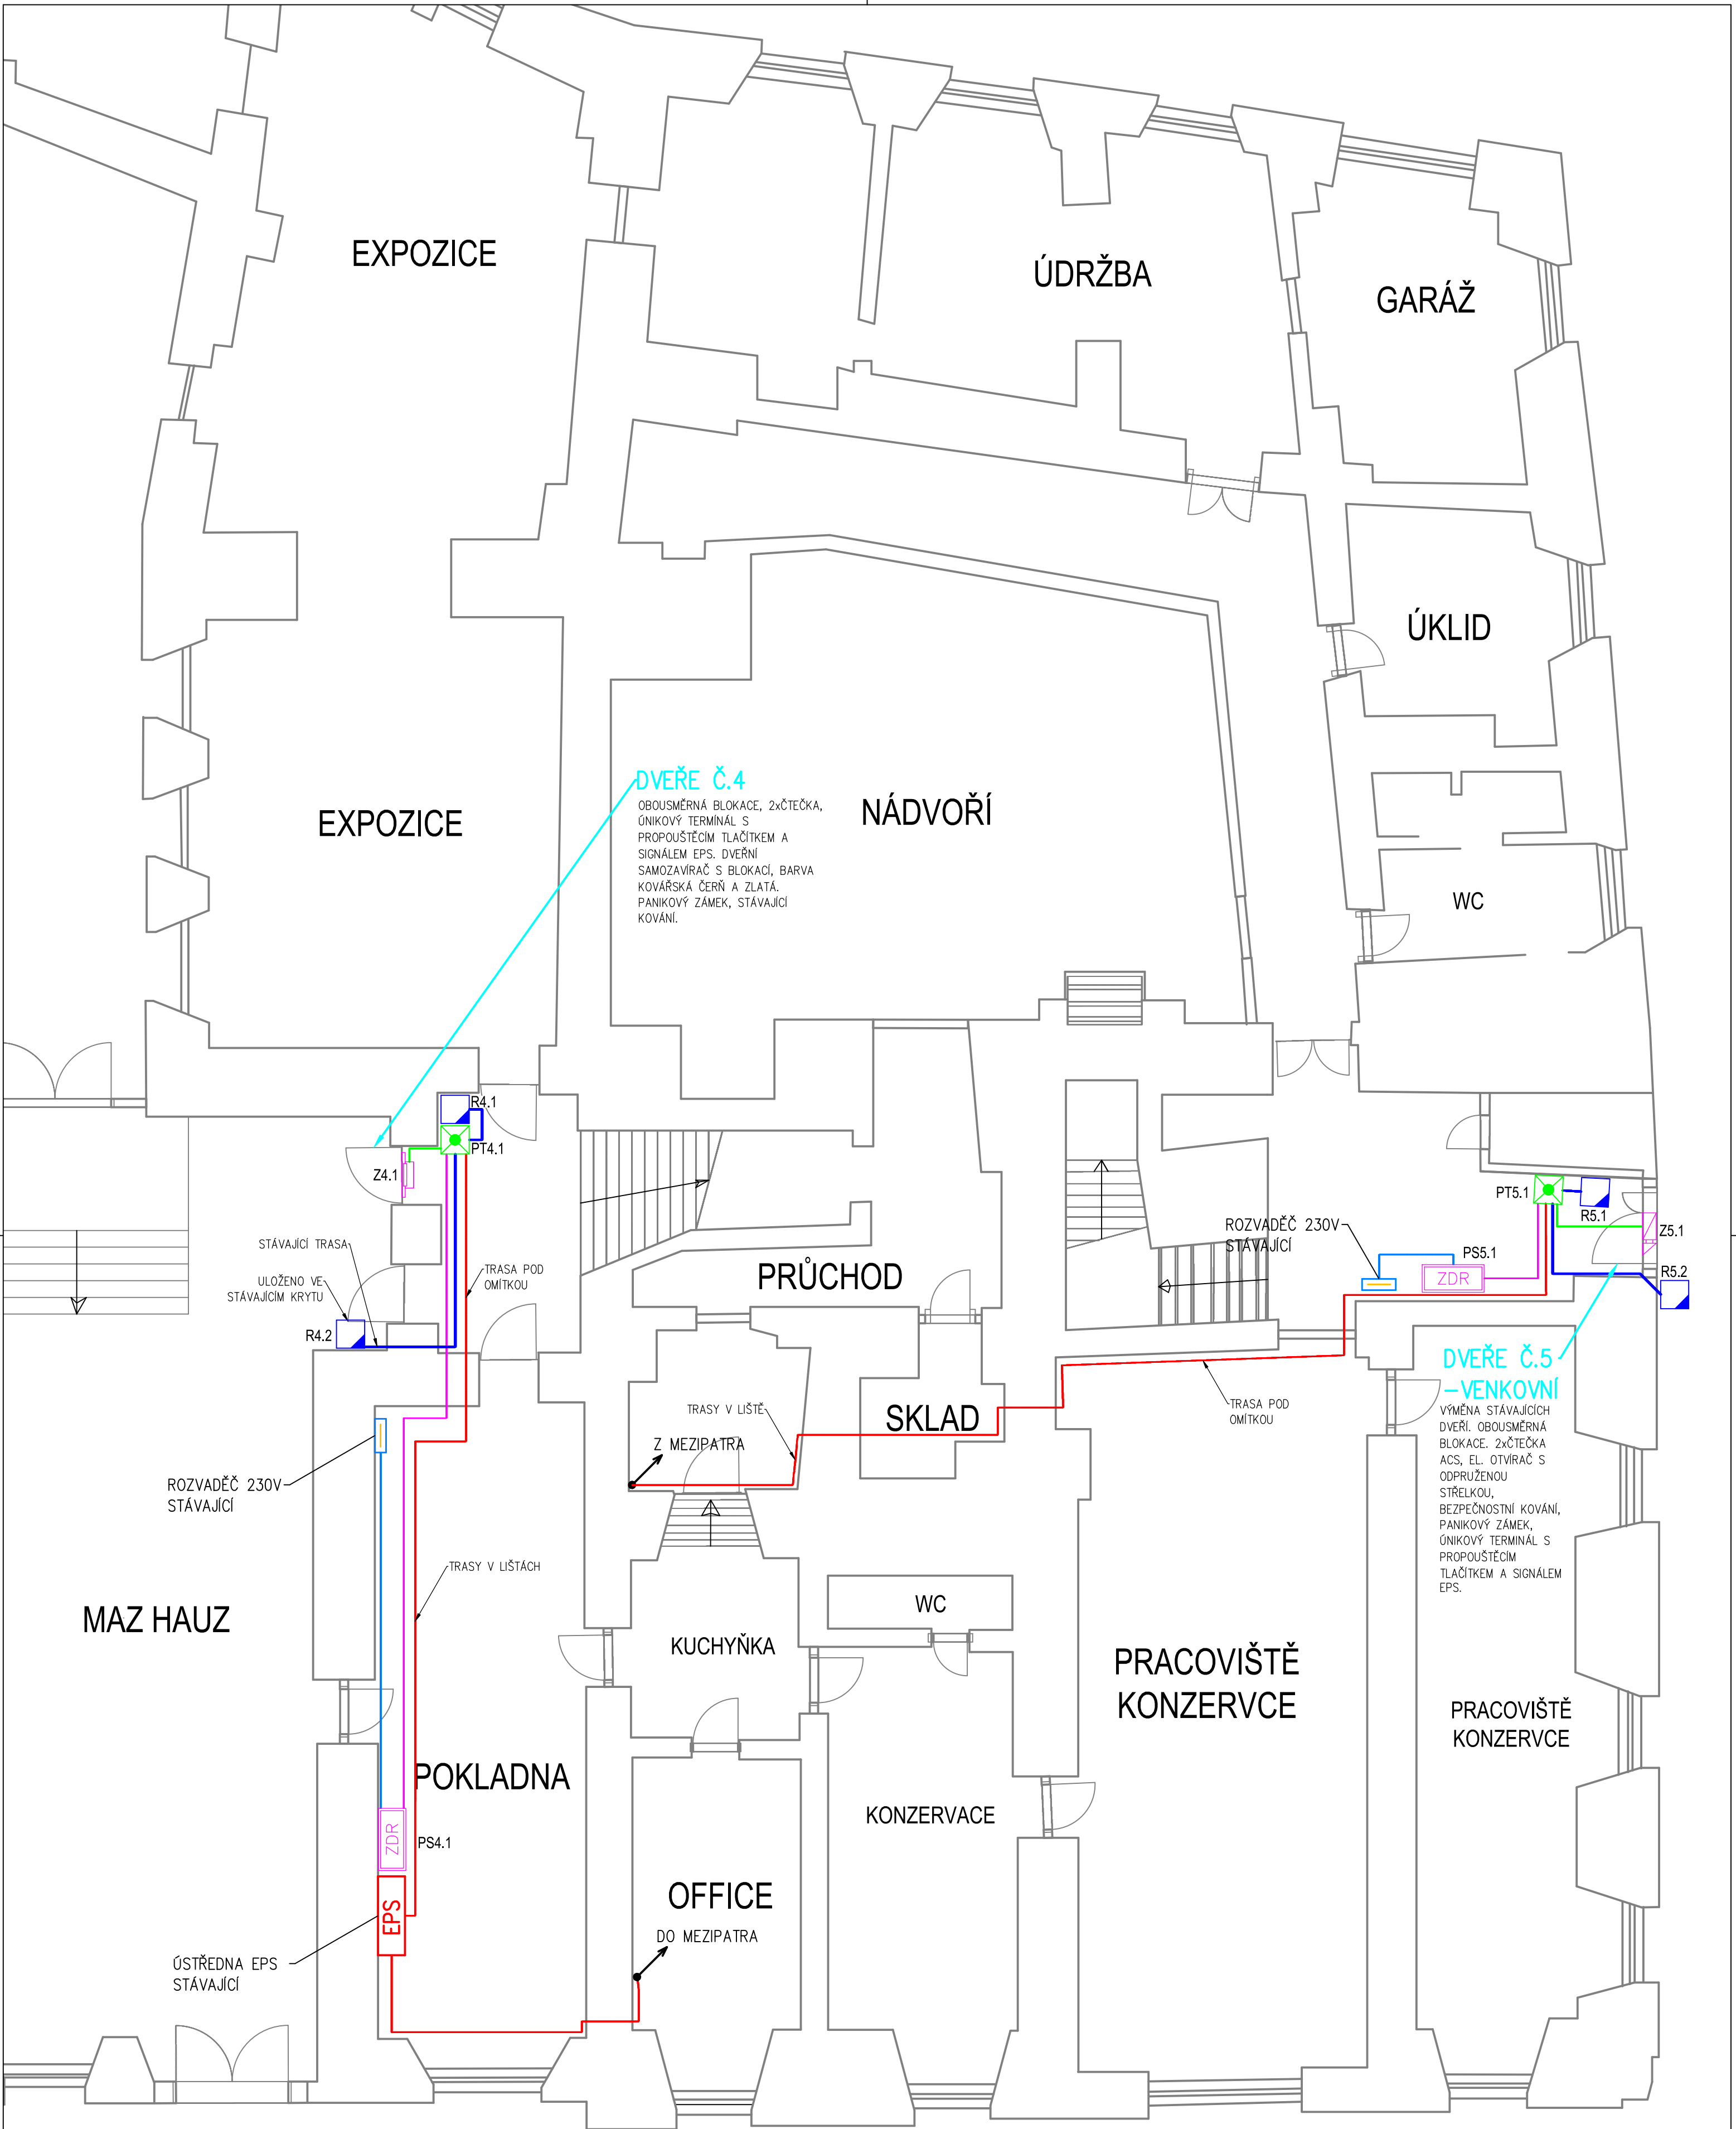 EXPOZICE
ÚDRŽBA
GARÁŽ
ÚKLID
DVEŘE Č.4
OBOUSMĚRNÁ BLOKACE, 2xČTEČKA,
ÚNIKOVÝ TERMÍNÁL S
PROPOUŠTĚCÍM TLAČÍTKEM A
SIGNÁLEM EPS. DVEŘNÍ
SAMOZAVÍRAČ S BLOKACÍ, BARVA
KOVÁŘSKÁ ČERŇ A ZLATÁ.
PANIKOVÝ ZÁMEK, STÁVAJÍCÍ
KOVÁNÍ.
EXPOZICE
NÁDVOŘÍ
WC
R4.1
PT4.1
Z4.1
STÁVAJÍCÍ TRASA
ULOŽENO VE
STÁVAJÍCÍM KRYTU
R4.2
TRASA POD
OMÍTKOU
PRŮCHOD
PT5.1
R5.1
Z5.1
ROZVADĚČ 230V
STÁVAJÍCÍ
PS5.1
ZDR
R5.2
DVEŘE Č.5
-VENKOVNÍ
VÝMĚNA STÁVAJÍCÍCH
DVEŘÍ. OBOUSMĚRNÁ
BLOKACE. 2xČTEČKA
ACS, EL. OTVÍRAČ S
ODPRUŽENOU
STŘELKOU,
BEZPEČNOSTNÍ KOVÁNÍ,
PANIKOVÝ ZÁMEK,
ÚNIKOVÝ TERMINÁL S
PROPOUŠTĚCÍM
TLAČÍTKEM A SIGNÁLEM
EPS.
TRASA POD
OMÍTKOU
TRASY V LIŠTĚ
SKLAD
Z MEZIPATRA
ROZVADĚČ 230V
STÁVAJÍCÍ
TRASY V LIŠTÁCH
MAZ HAUZ
WC
KUCHYŇKA
PRACOVIŠTĚ
KONZERVCE
PRACOVIŠTĚ
KONZERVCE
POKLADNA
KONZERVACE
ZDR
PS4.1
OFFICE
EPS
DO MEZIPATRA
ÚSTŘEDNA EPS
STÁVAJÍCÍ